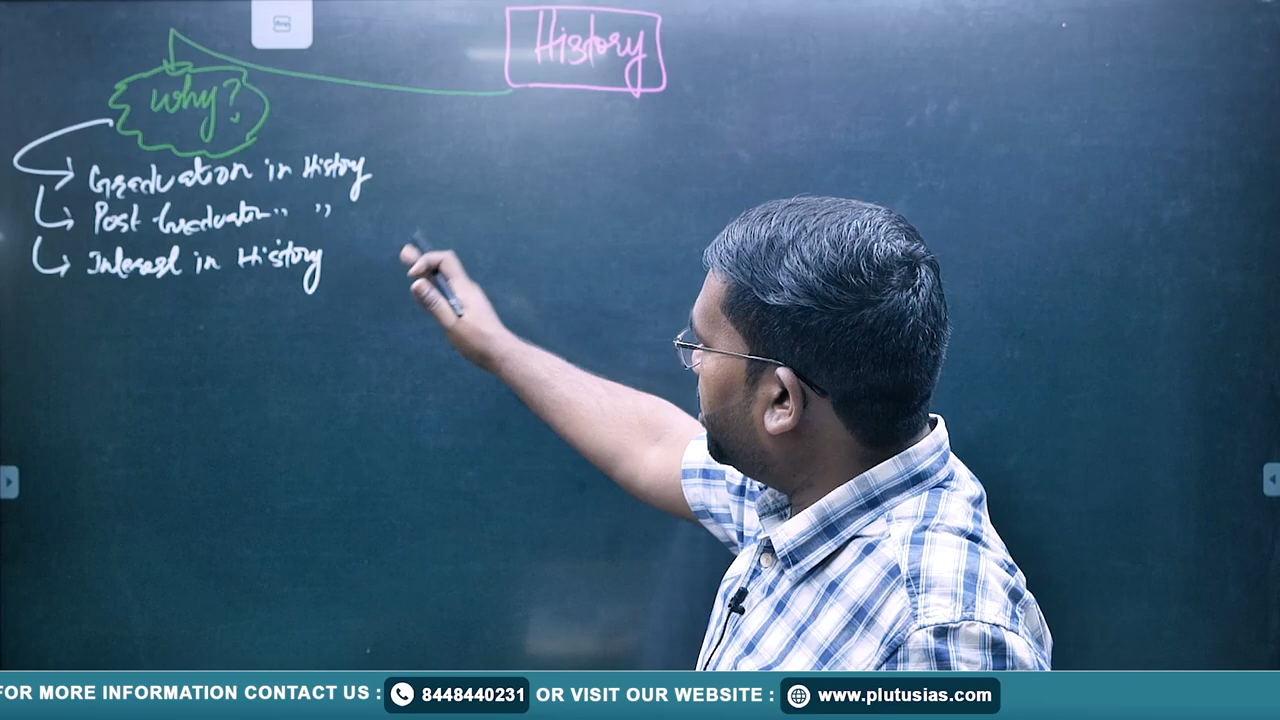 History
Why?
Graduation in History
Post Graduation " "
Interest in History
FOR MORE INFORMATION CONTACT US : 8448440231 OR VISIT OUR WEBSITE : www.plutusias.com